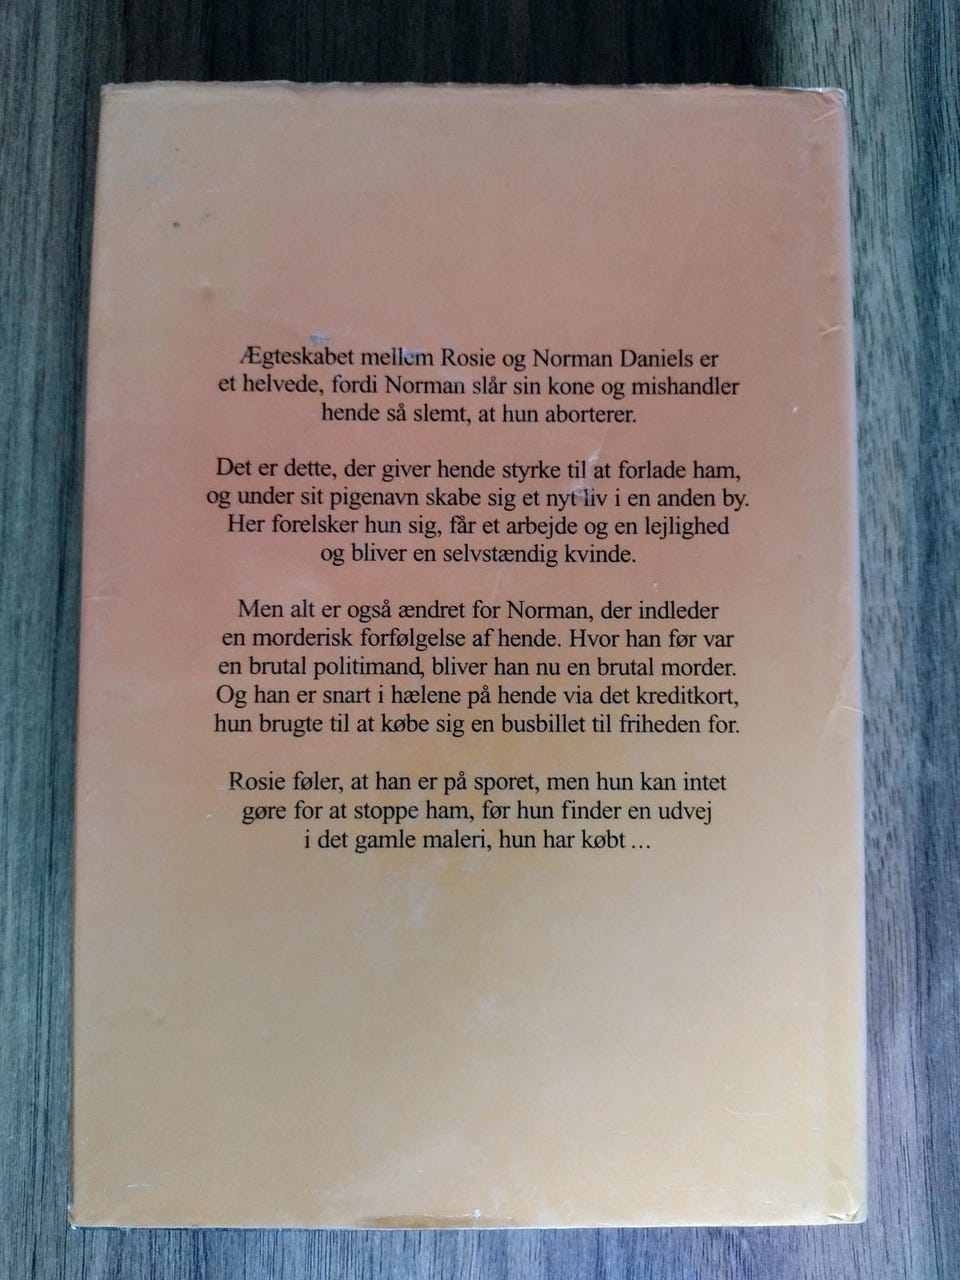 Ægteskabet mellem Rosie og Norman Daniels er
et helvede, fordi Norman slår sin kone og mishandler
hende så slemt, at hun aborterer.
Det er dette, der giver hende styrke til at forlade ham,
og under sit pigenavn skabe sig et nyt liv i en anden by.
Her forelsker hun sig, får et arbejde og en lejlighed
og bliver en selvstændig kvinde.
Men alt er også ændret for Norman, der indleder
en morderisk forfølgelse af hende. Hvor han før var
en brutal politimand, bliver han nu en brutal morder.
Og han er snart i hælene på hende via det kreditkort,
hun brugte til at købe sig en busbillet til friheden for.
Rosie føler, at han er på sporet, men hun kan intet
gøre for at stoppe ham, før hun finder en udvej
i det gamle maleri, hun har købt ...